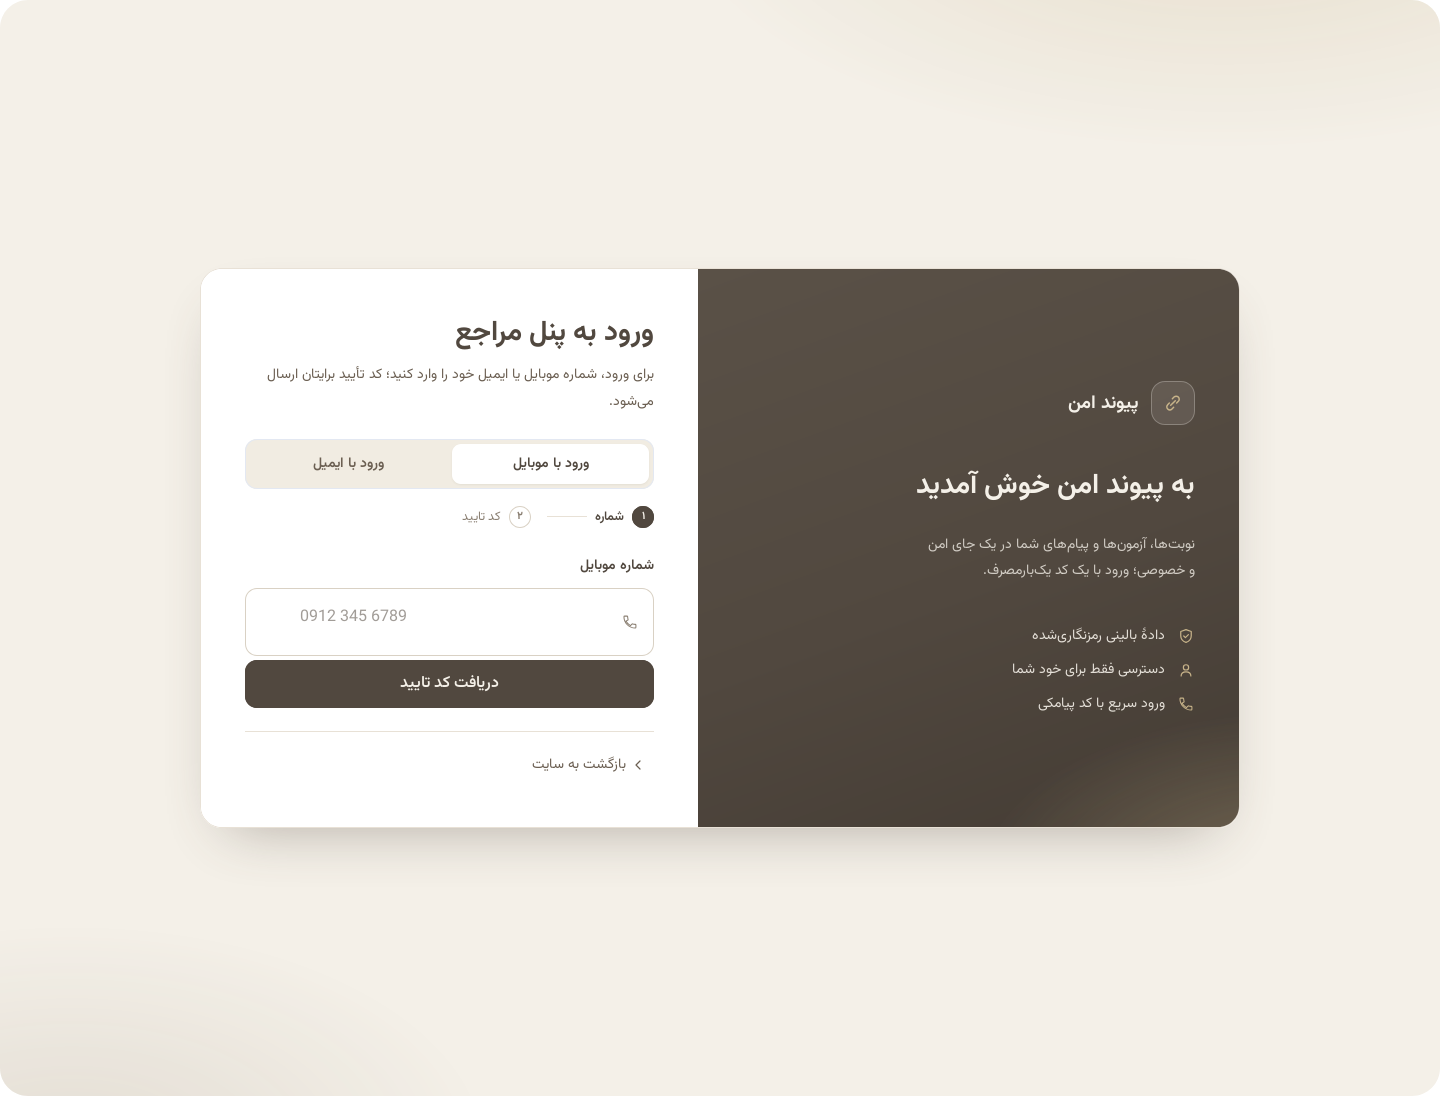 پیوند امن
به پیوند امن خوش آمدید
نوبت‌ها، آزمون‌ها و پیام‌های شما در یک جای امن
و خصوصی؛ ورود با یک کد یک‌بارمصرف.
دادهٔ بالینی رمزنگاری‌شده
دسترسی فقط برای خود شما
ورود سریع با کد پیامکی
ورود به پنل مراجع
برای ورود، شماره موبایل یا ایمیل خود را وارد کنید؛ کد تأیید برایتان ارسال
می‌شود.
ورود با موبایل
ورود با ایمیل
۱ شماره
۲ کد تایید
شماره موبایل
0912 345 6789
دریافت کد تایید
بازگشت به سایت